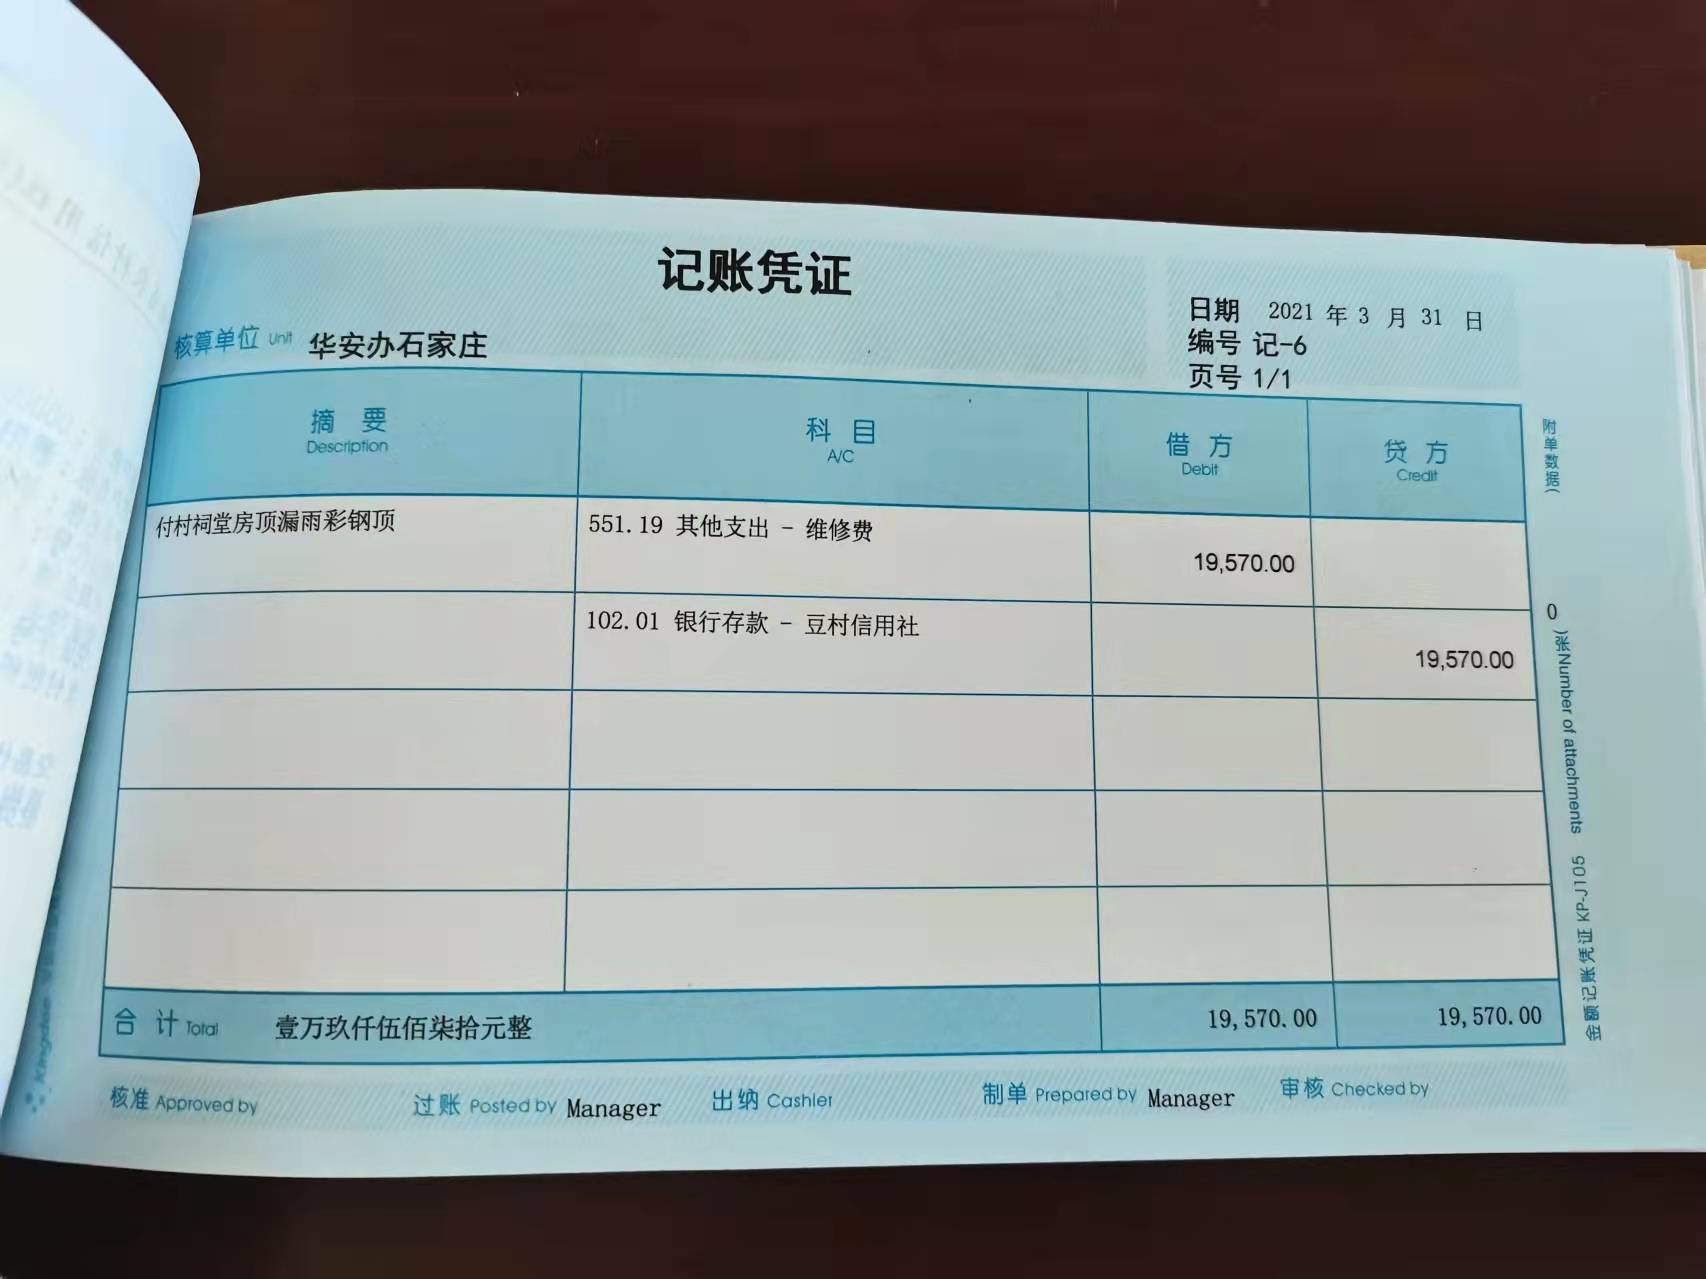 记账凭证
日期 2021 年 3 月 31 日
核算单位 Unit 华安办石家庄
编号 记-6
页号 1/1
摘要 科目 借方 贷方
Description A/C Debit Credit
付村祠堂房顶漏雨彩钢顶 551.19 其他支出 - 维修费 19,570.00
102.01 银行存款 - 豆村信用社 19,570.00
合计 Total 壹万玖仟伍佰柒拾元整 19,570.00 19,570.00
核准 Approved by 过账 Posted by Manager 出纳 Cashier 制单 Prepared by Manager 审核 Checked by
附单数据( 0 )张 Number of attachments
金额记账凭证 KP-J105
Kingdee